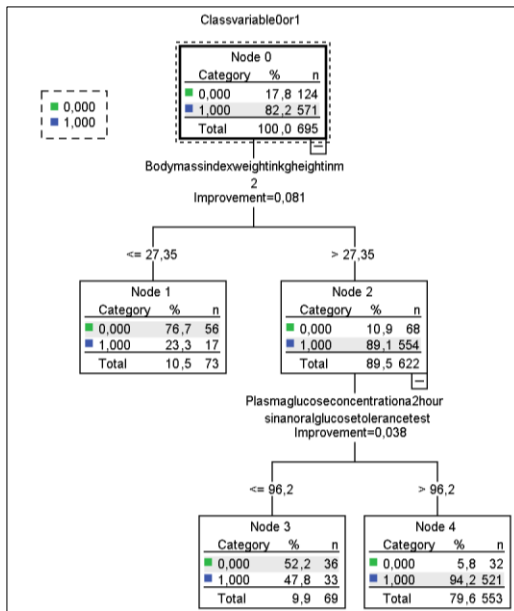 Classvariable0or1
0,000
1,000
Node 0
Category % n
0,000 17,8 124
1,000 82,2 571
Total 100,0 695
Bodymassindexweightinkgheightinm
2
Improvement=0,081
<= 27,35
> 27,35
Node 1
Category % n
0,000 76,7 56
1,000 23,3 17
Total 10,5 73
Node 2
Category % n
0,000 10,9 68
1,000 89,1 554
Total 89,5 622
Plasmaglucoseconcentrationa2hour
sinanoralglucosetolerancetest
Improvement=0,038
<= 96,2
> 96,2
Node 3
Category % n
0,000 52,2 36
1,000 47,8 33
Total 9,9 69
Node 4
Category % n
0,000 5,8 32
1,000 94,2 521
Total 79,6 553